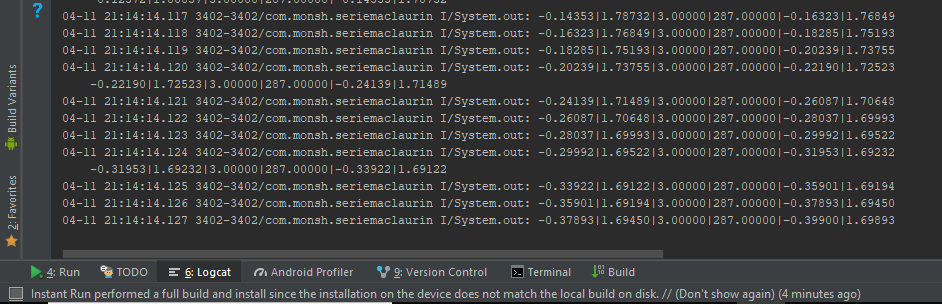 04-11 21:14:14.117 3402-3402/com.monsh.seriemaclaurin I/System.out: -0.14353|1.78732|3.00000|287.00000|-0.16323|1.76849
04-11 21:14:14.118 3402-3402/com.monsh.seriemaclaurin I/System.out: -0.16323|1.76849|3.00000|287.00000|-0.18285|1.75193
04-11 21:14:14.119 3402-3402/com.monsh.seriemaclaurin I/System.out: -0.18285|1.75193|3.00000|287.00000|-0.20239|1.73755
04-11 21:14:14.120 3402-3402/com.monsh.seriemaclaurin I/System.out: -0.20239|1.73755|3.00000|287.00000|-0.22190|1.72523
-0.22190|1.72523|3.00000|287.00000|-0.24139|1.71489
04-11 21:14:14.121 3402-3402/com.monsh.seriemaclaurin I/System.out: -0.24139|1.71489|3.00000|287.00000|-0.26087|1.70648
04-11 21:14:14.122 3402-3402/com.monsh.seriemaclaurin I/System.out: -0.26087|1.70648|3.00000|287.00000|-0.28037|1.69993
04-11 21:14:14.123 3402-3402/com.monsh.seriemaclaurin I/System.out: -0.28037|1.69993|3.00000|287.00000|-0.29992|1.69522
04-11 21:14:14.124 3402-3402/com.monsh.seriemaclaurin I/System.out: -0.29992|1.69522|3.00000|287.00000|-0.31953|1.69232
-0.31953|1.69232|3.00000|287.00000|-0.33922|1.69122
04-11 21:14:14.125 3402-3402/com.monsh.seriemaclaurin I/System.out: -0.33922|1.69122|3.00000|287.00000|-0.35901|1.69194
04-11 21:14:14.126 3402-3402/com.monsh.seriemaclaurin I/System.out: -0.35901|1.69194|3.00000|287.00000|-0.37893|1.69450
04-11 21:14:14.127 3402-3402/com.monsh.seriemaclaurin I/System.out: -0.37893|1.69450|3.00000|287.00000|-0.39900|1.69893
Build Variants
2: Favorites
4: Run TODO 6: Logcat Android Profiler 9: Version Control Terminal Build
Instant Run performed a full build and install since the installation on the device does not match the local build on disk. // (Don't show again) (4 minutes ago)